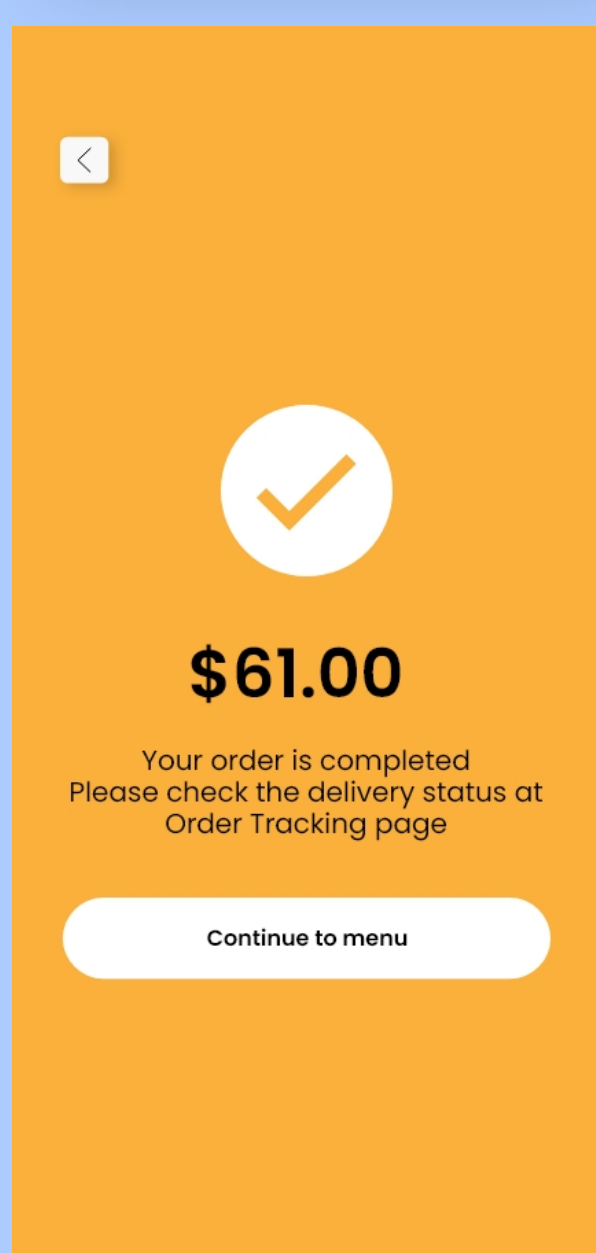 $61.00
Your order is completed
Please check the delivery status at
Order Tracking page
Continue to menu